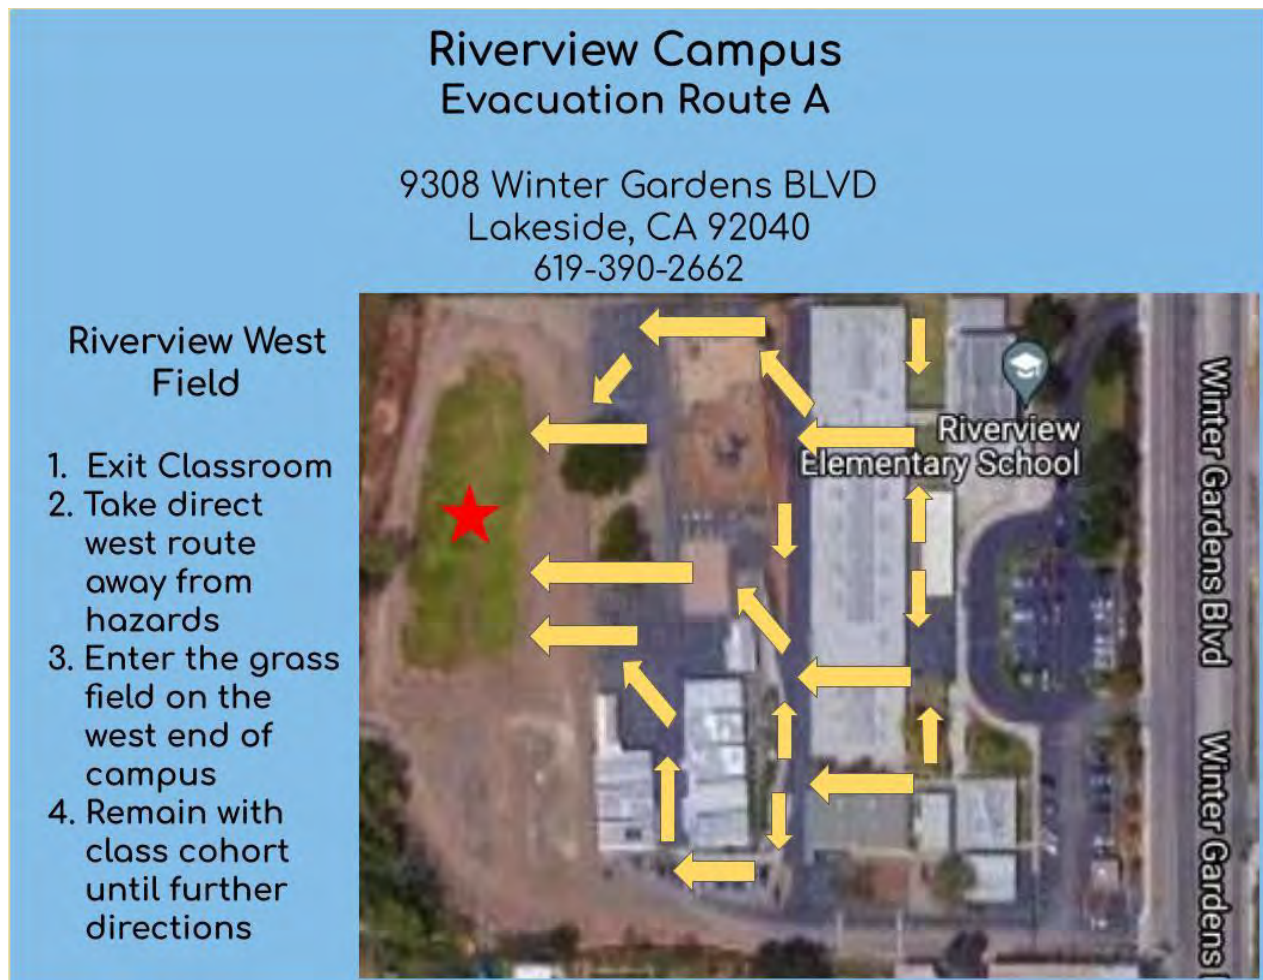 Riverview Campus
Evacuation Route A
9308 Winter Gardens BLVD
Lakeside, CA 92040
619-390-2662
Riverview West
Field
1. Exit Classroom
2. Take direct
west route
away from
hazards
3. Enter the grass
field on the
west end of
campus
4. Remain with
class cohort
until further
directions
Riverview
Elementary School
Winter Gardens Blvd
Winter Gardens